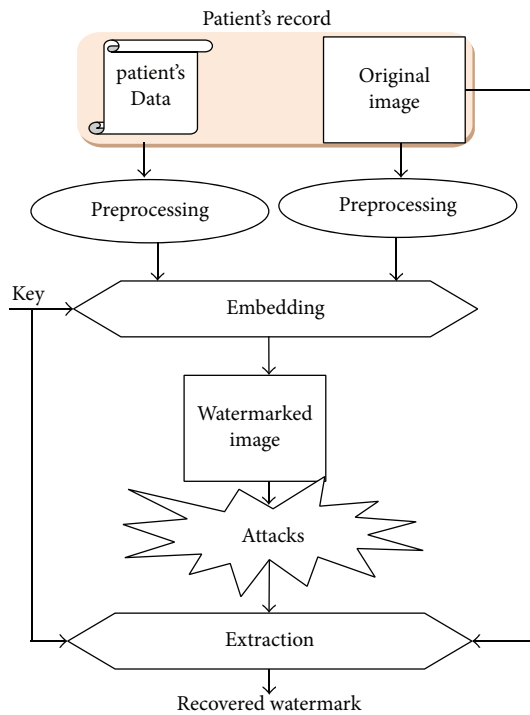 Patient's record
patient's
Data
Original
image
Preprocessing
Preprocessing
Key
Embedding
Watermarked
image
Attacks
Extraction
Recovered watermark